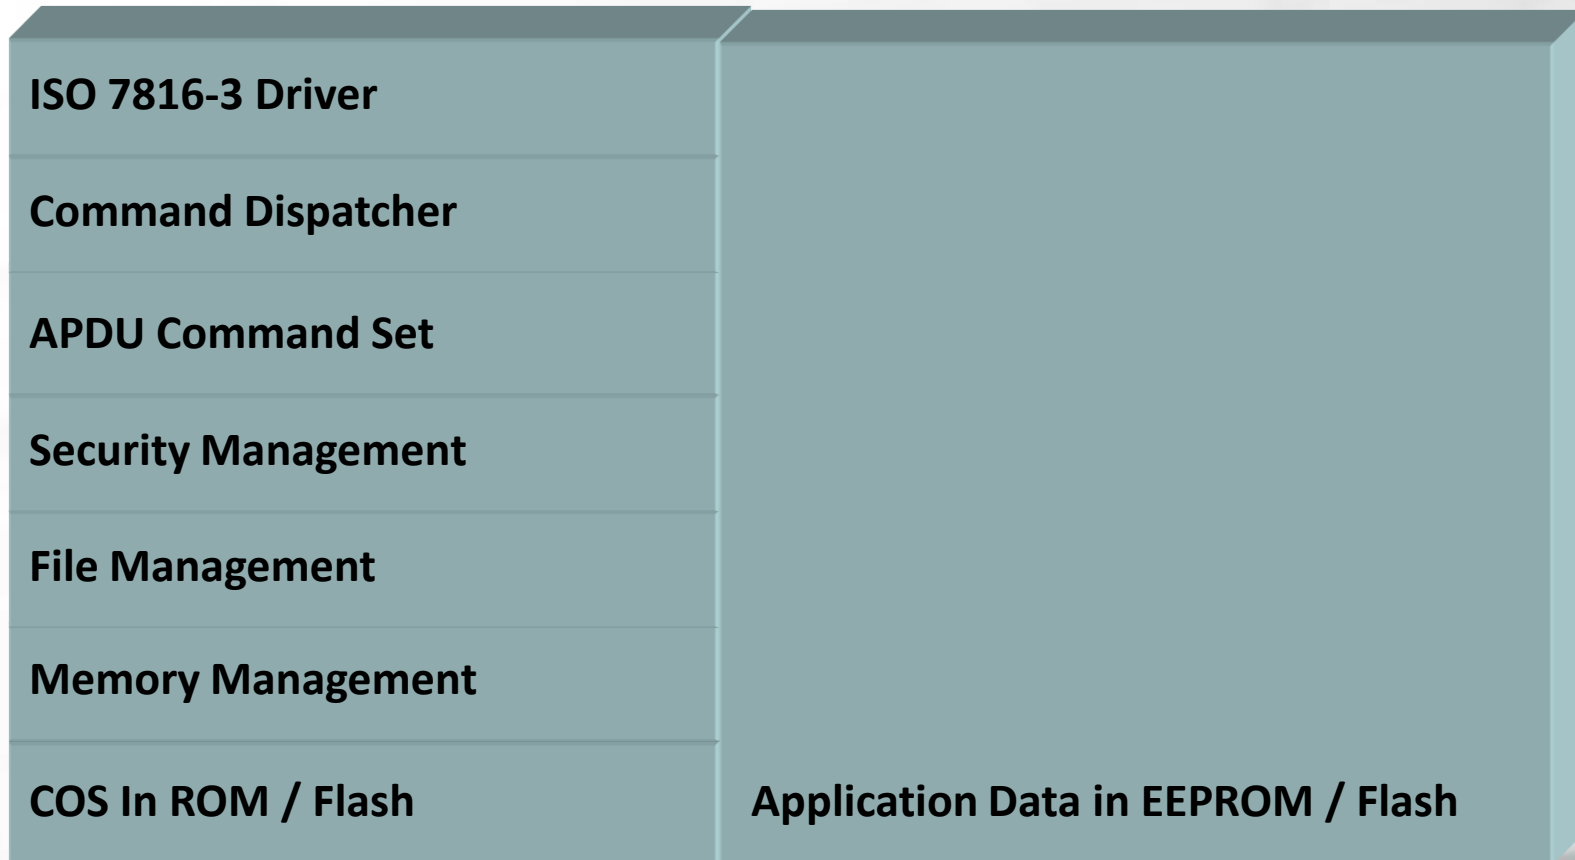 ISO 7816-3 Driver
Command Dispatcher
APDU Command Set
Security Management
File Management
Memory Management
COS In ROM / Flash
Application Data in EEPROM / Flash